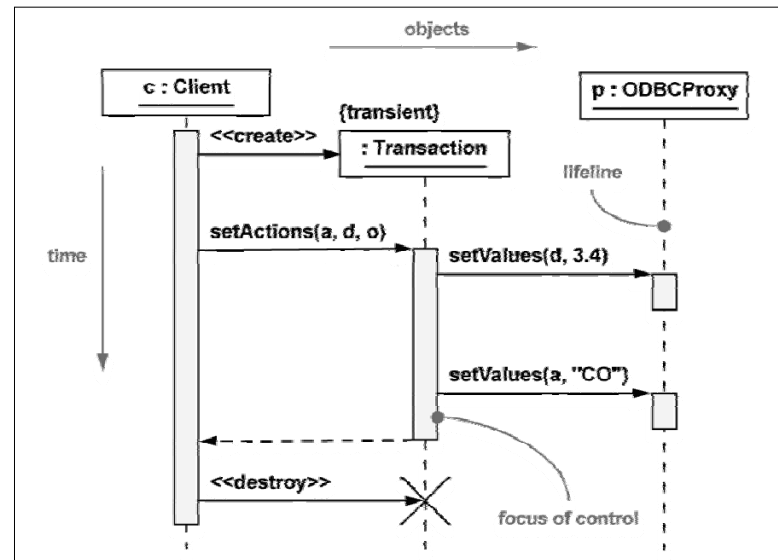 objects
c : Client
p : ODBCProxy
{transient}
<<create>>
: Transaction
lifeline
setActions(a, d, o)
time
setValues(d, 3.4)
setValues(a, "CO")
<<destroy>>
focus of control